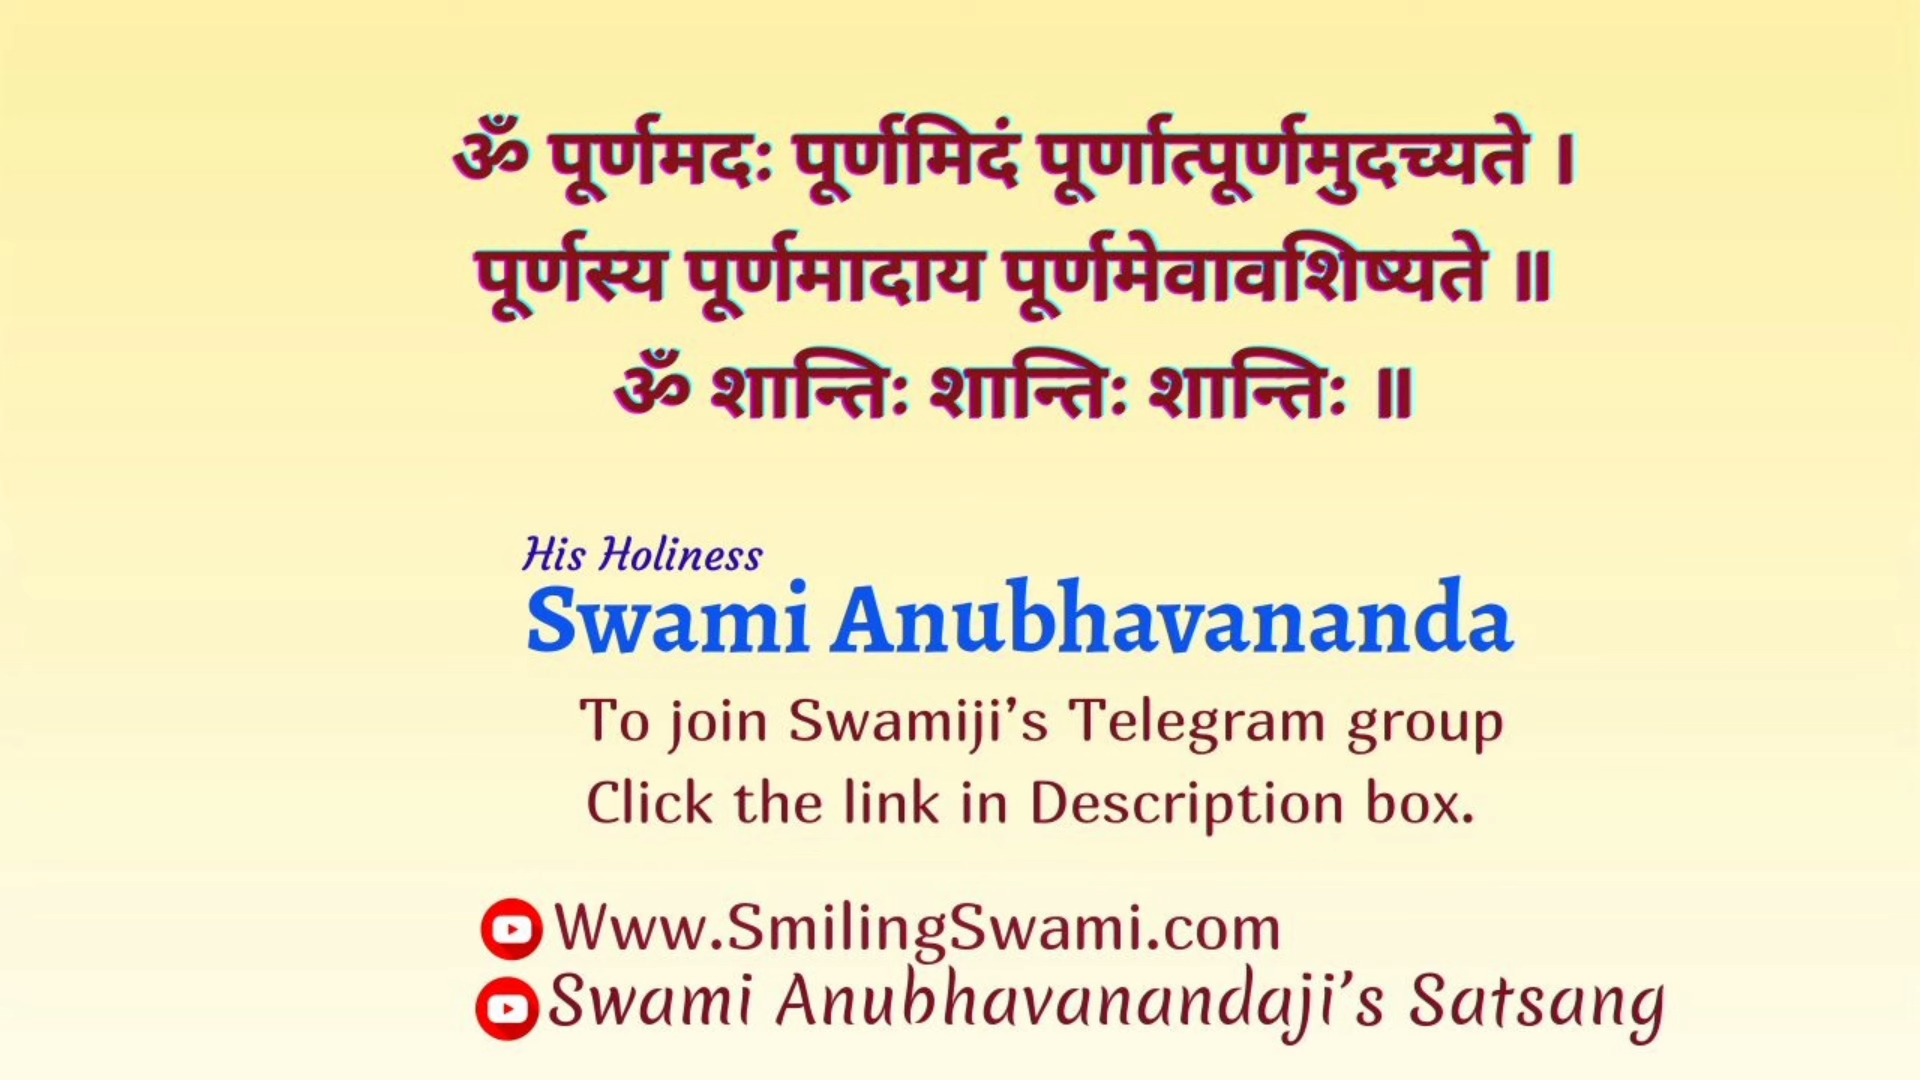 ॐ पूर्णमदः पूर्णमिदं पूर्णात्पूर्णमुदच्यते ।
पूर्णस्य पूर्णमादाय पूर्णमेवावशिष्यते ॥
ॐ शान्तिः शान्तिः शान्तिः ॥
His Holiness
Swami Anubhavananda
To join Swamiji’s Telegram group
Click the link in Description box.
Www.SmilingSwami.com
Swami Anubhavanandaji’s Satsang